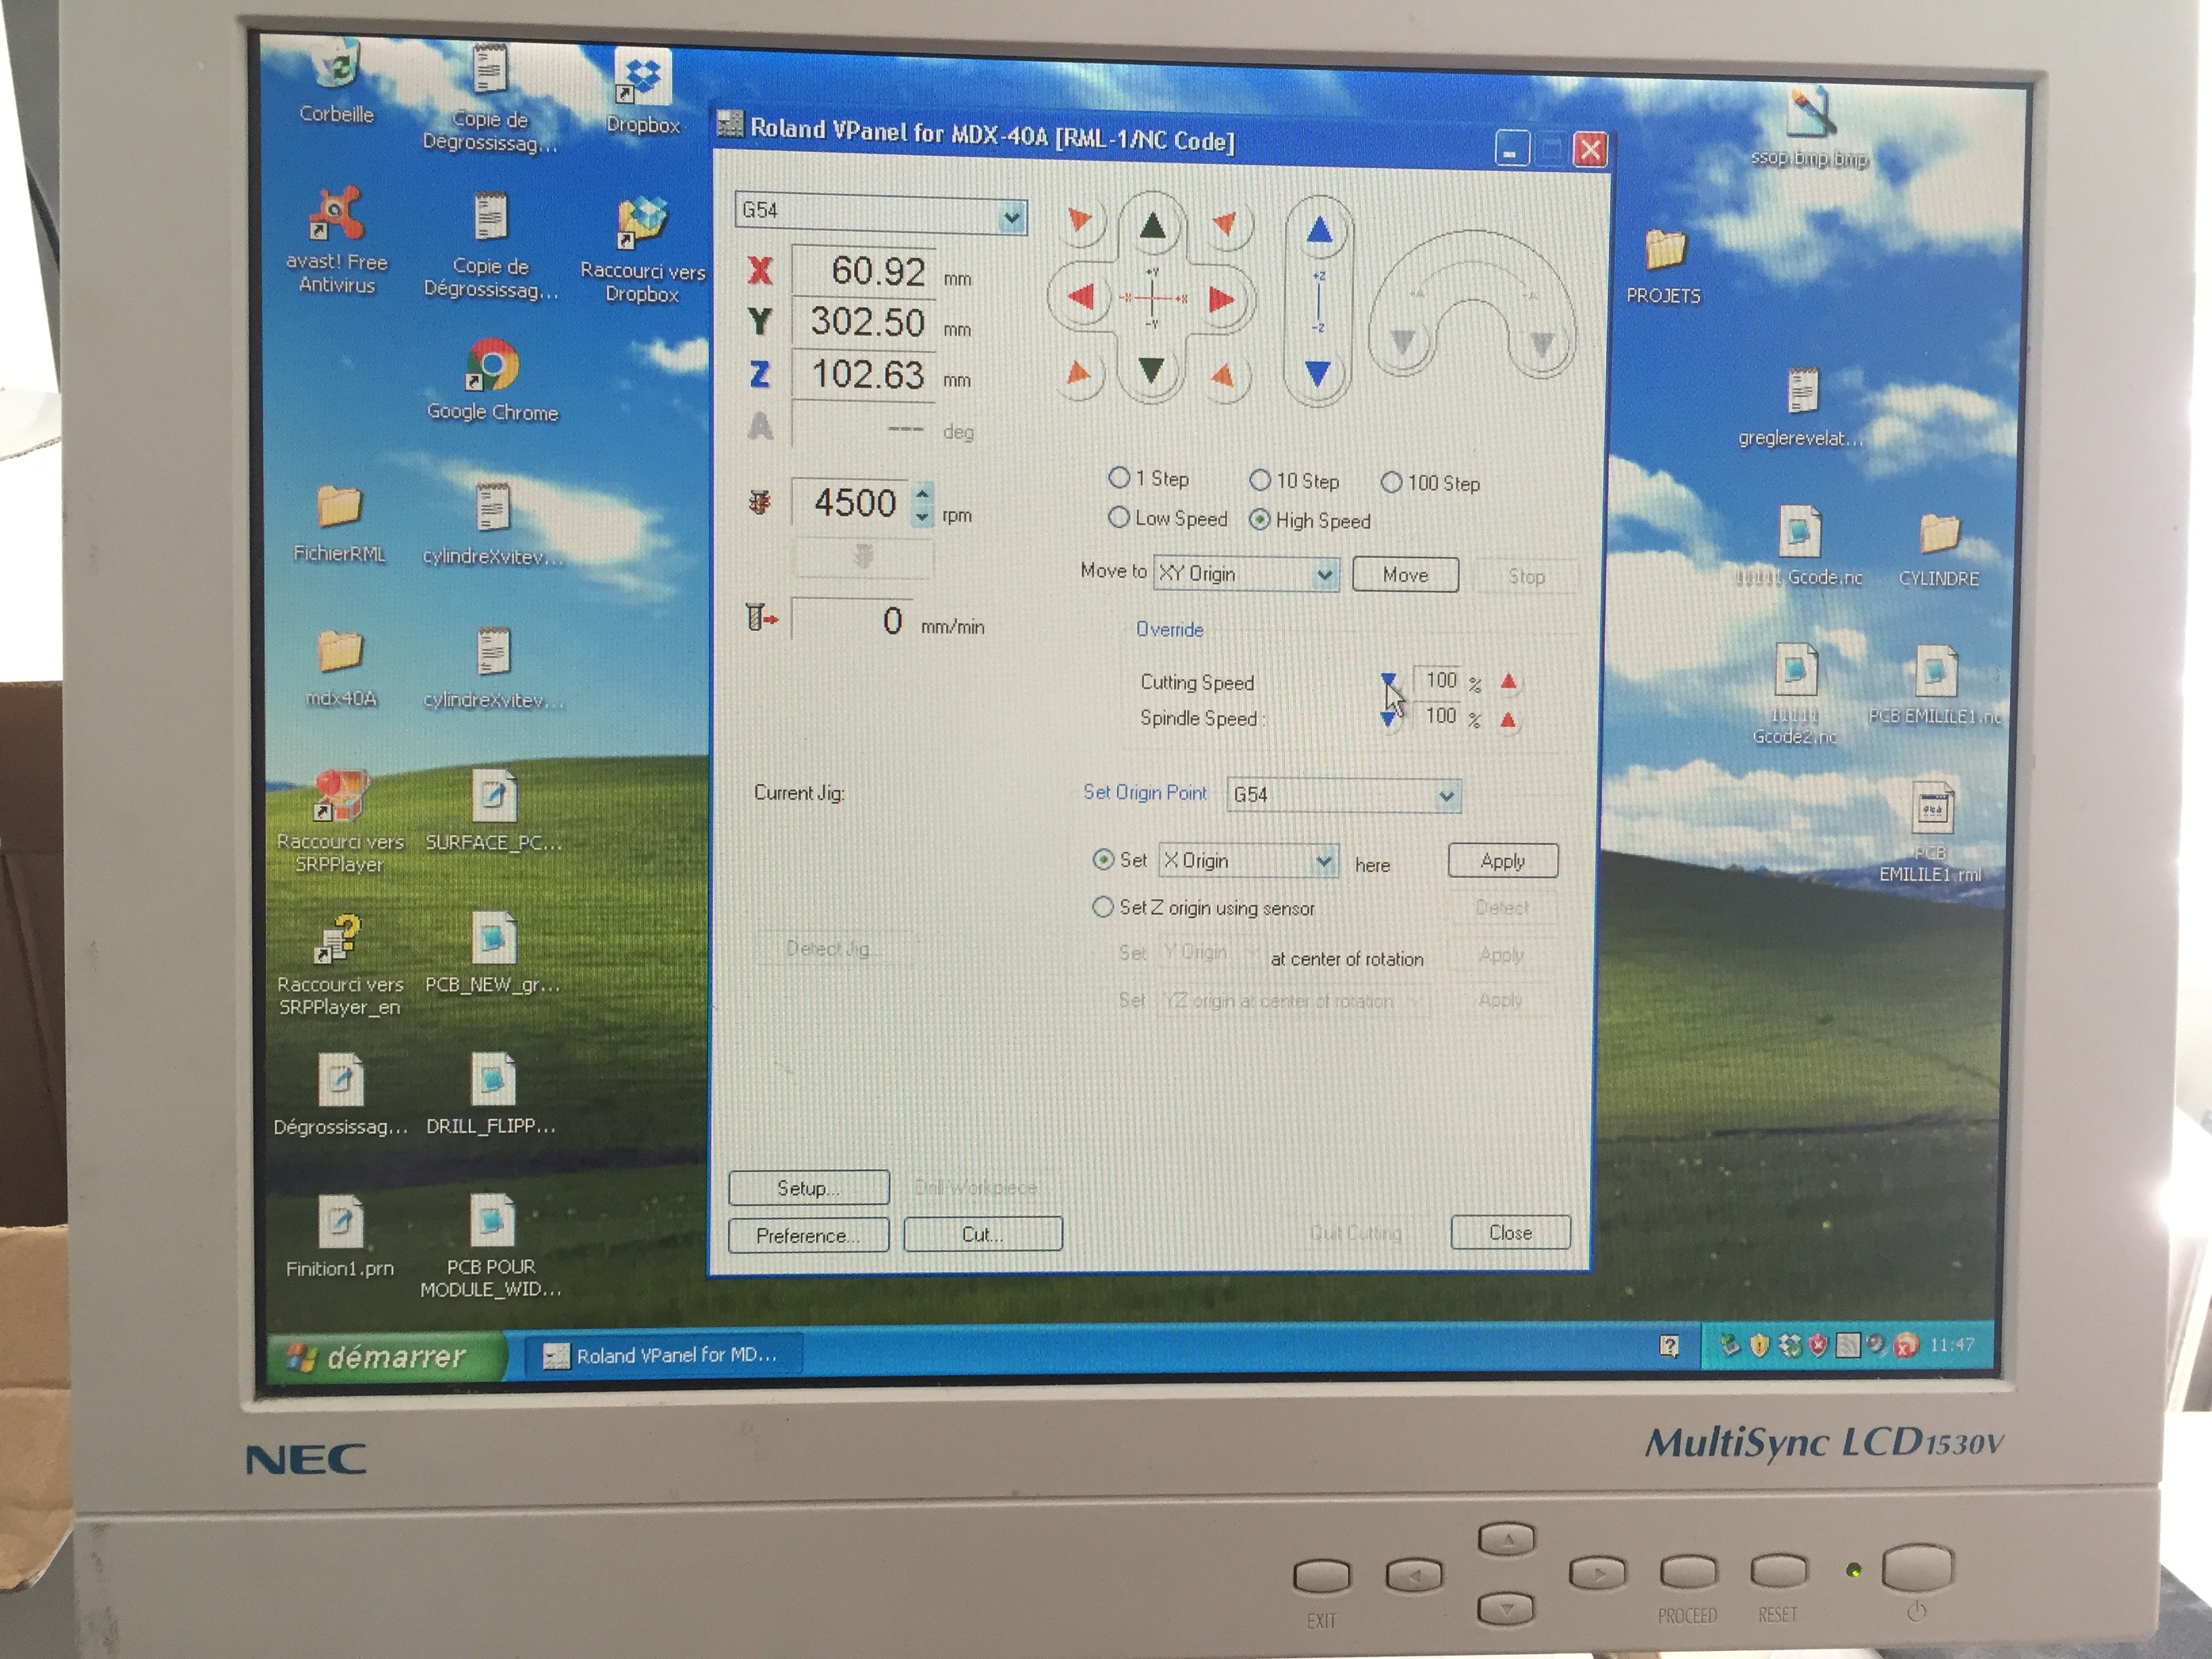 Corbeille
Copie de
Dégrossissag...
Dropbox
avast! Free
Antivirus
Copie de
Dégrossissag...
Raccourci vers
Dropbox
Google Chrome
FichierRML
cylindreXvitev...
mdx40A
cylindreXvitev...
Raccourci vers
SRPPlayer
SURFACE_PC...
Raccourci vers
SRPPlayer_en
PCB_NEW_gr...
Dégrossissag...
DRILL_FLIPP...
Finition1.prn
PCB POUR
MODULE_WID...
Roland VPanel for MDX-40A [RML-1/NC Code]
G54
X 60.92 mm
Y 302.50 mm
Z 102.63 mm
A --- deg
4500 rpm
0 mm/min
+Y
-X +X
-Y
+Z
-Z
1 Step 10 Step 100 Step
Low Speed High Speed
Move to XY Origin Move Stop
Override
Cutting Speed 100 %
Spindle Speed : 100 %
Current Jig:
Set Origin Point G54
Set X Origin here Apply
Set Z origin using sensor Detect
Detect Jig...
Set Y Origin at center of rotation Apply
Set YZ origin at center of rotation Apply
Setup... Drill Workpiece
Preference... Cut... Quit Cutting Close
ssop.bmp.bmp
PROJETS
greglerevelat...
Gcode.nc
CYLINDRE
Gcode2.nc
PCB EMILILE1.nc
PCB
EMILILE1.rml
démarrer
Roland VPanel for MD...
11:47
NEC
MultiSync LCD1530V
EXIT
PROCEED
RESET